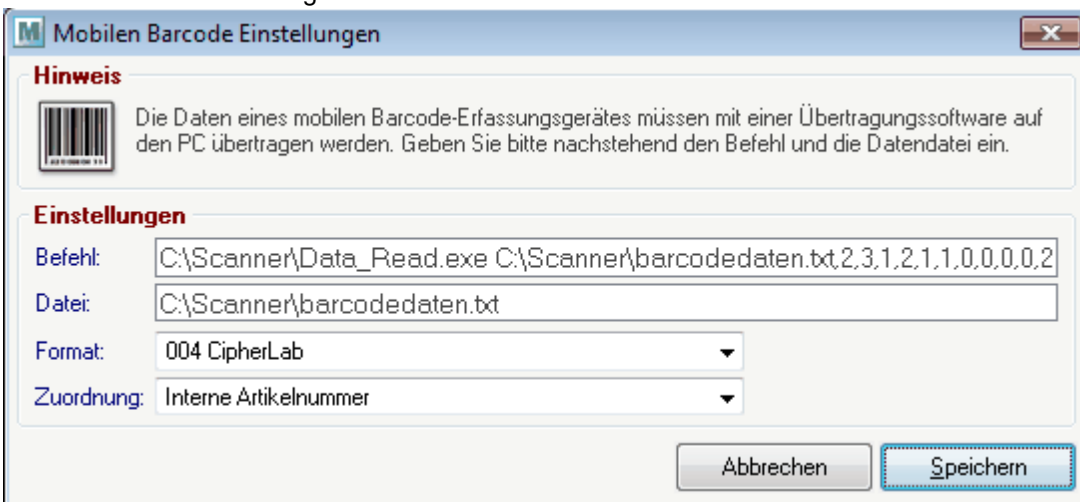 Mobilen Barcode Einstellungen
Hinweis
Die Daten eines mobilen Barcode-Erfassungsgerätes müssen mit einer Übertragungssoftware auf
den PC übertragen werden. Geben Sie bitte nachstehend den Befehl und die Datendatei ein.
Einstellungen
Befehl: C:\Scanner\Data_Read.exe C:\Scanner\barcodedaten.txt,2,3,1,2,1,1,0,0,0,0,2
Datei: C:\Scanner\barcodedaten.txt
Format: 004 CipherLab
Zuordnung: Interne Artikelnummer
Abbrechen Speichern